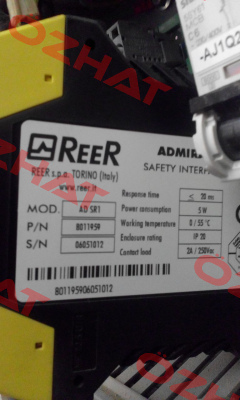 -AJ1Q2
REER
ADMIRA
REER s.p.a. TORINO (Italy)
SAFETY INTERF
www.reer.it
MOD. AD SR1
P/N 8011959
S/N 06051012
Response time ≤ 20 ms
Power consumption 5 W
Working temperature 0 / 55 °C
Enclosure rating IP 20
Contact load 2A / 250Vac
801195906051012
OZHAT
OZHAT
OZHAT
OZHAT